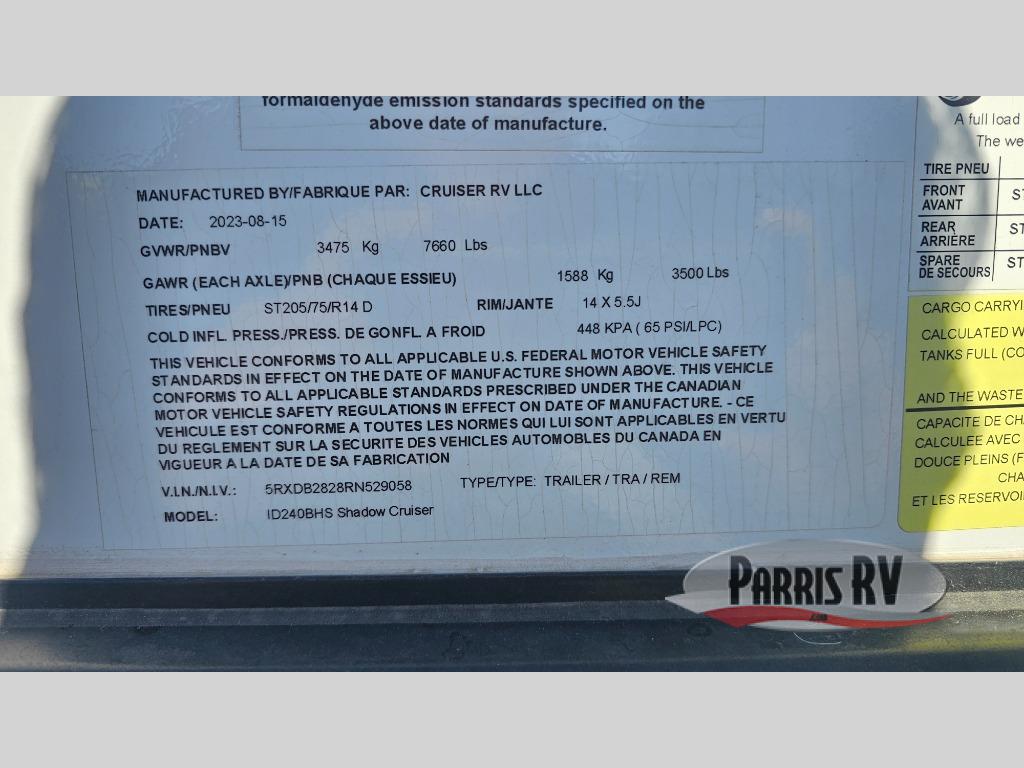 formaldehyde emission standards specified on the
above date of manufacture.
MANUFACTURED BY/FABRIQUE PAR: CRUISER RV LLC
DATE: 2023-08-15
GVWR/PNBV 3475 Kg 7660 Lbs
GAWR (EACH AXLE)/PNB (CHAQUE ESSIEU) 1588 Kg 3500 Lbs
TIRES/PNEU ST205/75/R14 D RIM/JANTE 14 X 5.5J
COLD INFL. PRESS./PRESS. DE GONFL. A FROID 448 KPA ( 65 PSI/LPC)
THIS VEHICLE CONFORMS TO ALL APPLICABLE U.S. FEDERAL MOTOR VEHICLE SAFETY
STANDARDS IN EFFECT ON THE DATE OF MANUFACTURE SHOWN ABOVE. THIS VEHICLE
CONFORMS TO ALL APPLICABLE STANDARDS PRESCRIBED UNDER THE CANADIAN
MOTOR VEHICLE SAFETY REGULATIONS IN EFFECT ON DATE OF MANUFACTURE. - CE
VEHICULE EST CONFORME A TOUTES LES NORMES QUI LUI SONT APPLICABLES EN VERTU
DU REGLEMENT SUR LA SECURITE DES VEHICLES AUTOMOBLES DU CANADA EN
VIGUEUR A LA DATE DE SA FABRICATION
V.I.N./N.I.V.: 5RXDB2828RN529058 TYPE/TYPE: TRAILER / TRA / REM
MODEL: ID240BHS Shadow Cruiser
A full load
The we
TIRE PNEU
FRONT
AVANT ST
REAR
ARRIÈRE ST
SPARE
DE SECOURS ST
CARGO CARRYI
CALCULATED W
TANKS FULL (CO
AND THE WASTE
CAPACITE DE CH
CALCULEE AVEC
DOUCE PLEINS (F
CHA
ET LES RESERVOI
PARRIS RV
.COM